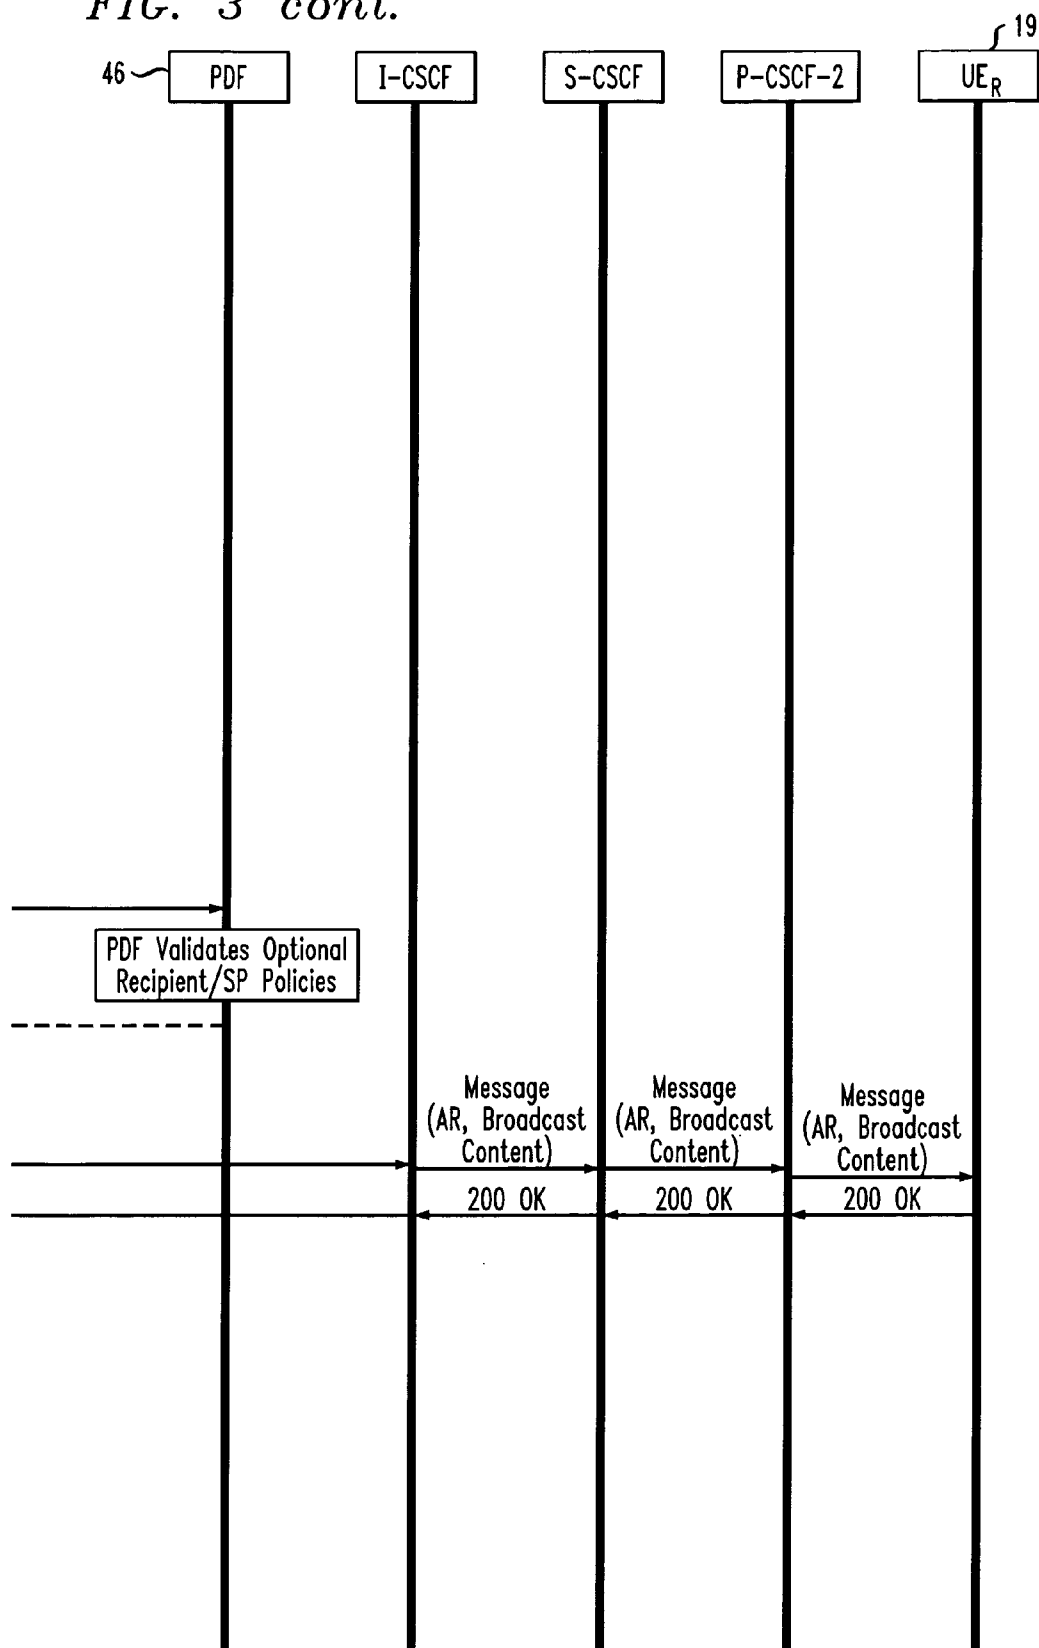 FIG. 3 cont.
19
46
PDF
I-CSCF
S-CSCF
P-CSCF-2
UER
PDF Validates Optional
Recipient/SP Policies
Message
(AR, Broadcast
Content)
Message
(AR, Broadcast
Content)
Message
(AR, Broadcast
Content)
200 OK
200 OK
200 OK